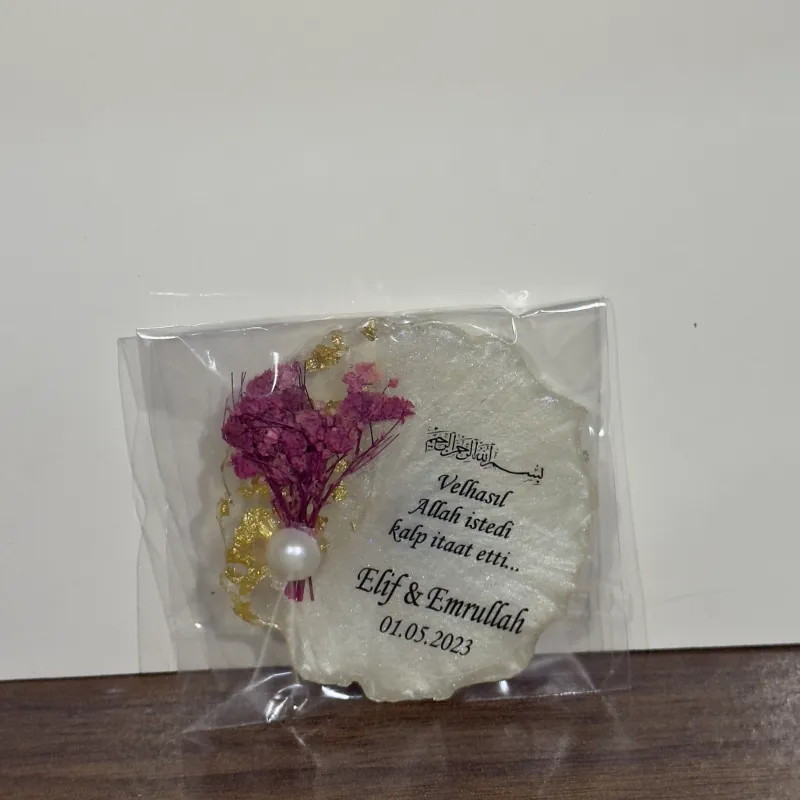 بسم الله الرحمن الرحيم
Velhasıl
Allah istedi
kalp itaat etti...
Elif & Emrullah
01.05.2023